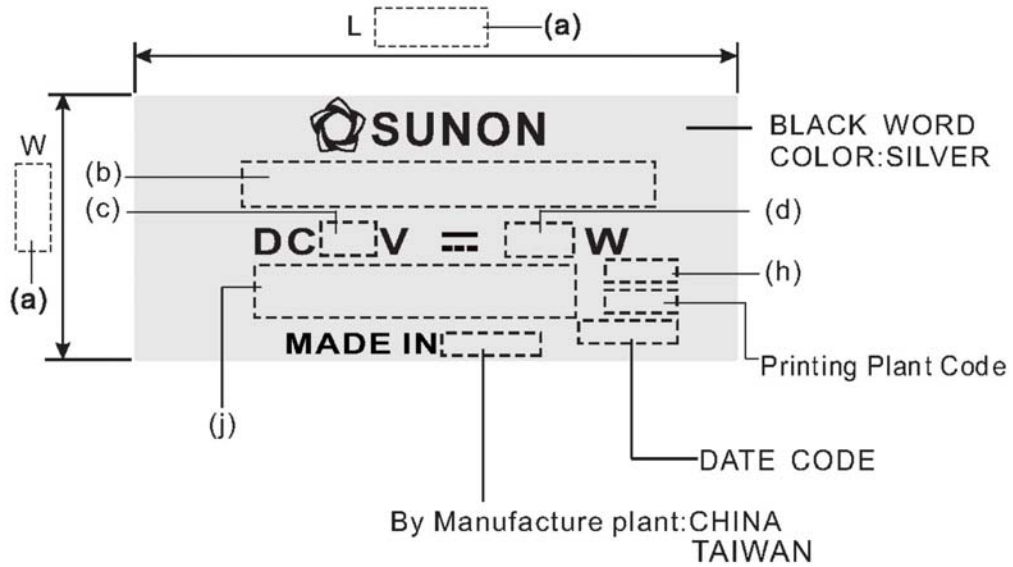 L (a)
SUNON
BLACK WORD
COLOR:SILVER
W
(b)
(c)
(d)
DC V ⎓ W
(h)
(a)
(j)
MADE IN
Printing Plant Code
DATE CODE
By Manufacture plant:CHINA
TAIWAN